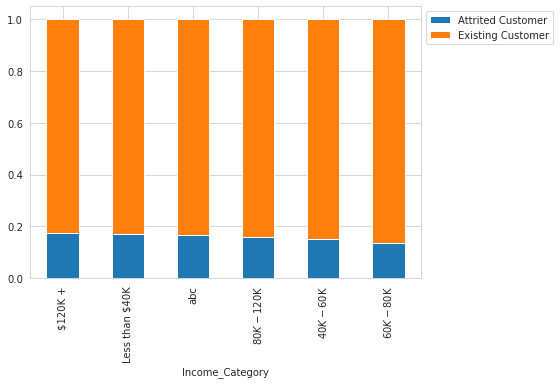 1.0
0.8
0.6
0.4
0.2
0.0
Attrited Customer
Existing Customer
$120K +
Less than $40K
abc
80K − 120K
40K − 60K
60K − 80K
Income_Category